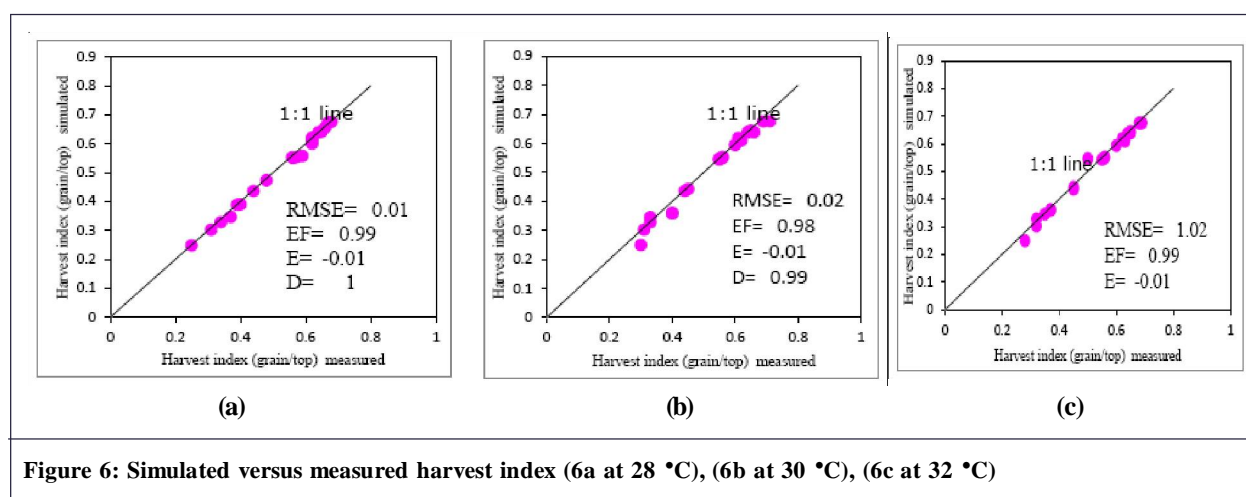 0.9
0.8
0.7
0.6
0.5
0.4
0.3
0.2
0.1
0
0 0.2 0.4 0.6 0.8 1
Harvest index (grain/top) simulated
1:1 line
RMSE= 0.01
EF= 0.99
E= -0.01
D= 1
Harvest index (grain/top) measured
(a)
0.9
0.8
0.7
0.6
0.5
0.4
0.3
0.2
0.1
0
0 0.2 0.4 0.6 0.8 1
Harvest index (grain/top) simulated
1:1 line
RMSE= 0.02
EF= 0.98
E= -0.01
D= 0.99
Harvest index (grain/top) measured
(b)
0.9
0.8
0.7
0.6
0.5
0.4
0.3
0.2
0.1
0
0 0.2 0.4 0.6 0.8 1
Harvest index (grain/top) simulated
1:1 line
RMSE= 1.02
EF= 0.99
E= -0.01
Harvest index (grain/top) measured
(c)
Figure 6: Simulated versus measured harvest index (6a at 28 •C), (6b at 30 •C), (6c at 32 •C)